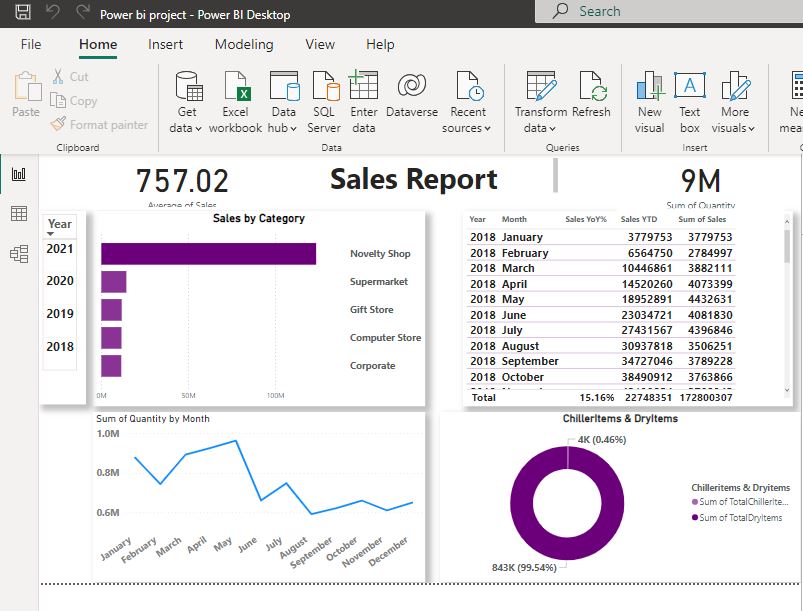 Power bi project - Power BI Desktop
Search
File Home Insert Modeling View Help
Paste
Cut
Copy
Format painter
Clipboard
Get data
Excel workbook
Data hub
SQL Server
Enter data
Dataverse
Recent sources
Data
Transform data
Refresh
Queries
New visual
Text box
More visuals
Insert
New
757.02
Average of Sales
Sales Report
9M
Sum of Quantity
Year
2021
2020
2019
2018
Sales by Category
Novelty Shop
Supermarket
Gift Store
Computer Store
Corporate
0M 50M 100M
Year Month Sales YoY% Sales YTD Sum of Sales
2018 January 3779753 3779753
2018 February 6564750 2784997
2018 March 10446861 3882111
2018 April 14520260 4073399
2018 May 18952891 4432631
2018 June 23034721 4081830
2018 July 27431567 4396846
2018 August 30937818 3506251
2018 September 34727046 3789228
2018 October 38490912 3763866
Total 15.16% 22748351 172800307
Sum of Quantity by Month
1.0M
0.8M
0.6M
January February March April May June July August September October November December
ChillerItems & DryItems
4K (0.46%)
843K (99.54%)
Chilleritems & Dryitems
Sum of TotalChillerIte...
Sum of TotalDryItems